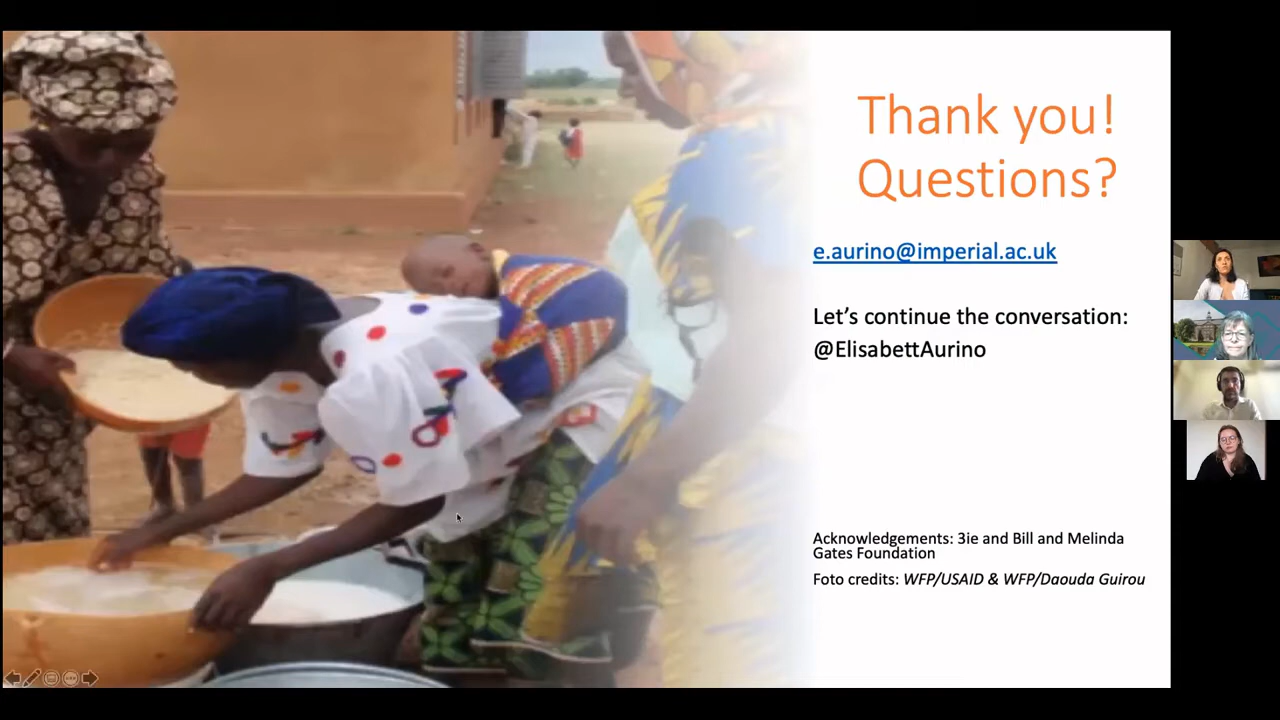 Thank you!
Questions?
e.aurino@imperial.ac.uk
Let's continue the conversation:
@ElisabettAurino
Acknowledgements: 3ie and Bill and Melinda
Gates Foundation
Foto credits: WFP/USAID & WFP/Daouda Guirou